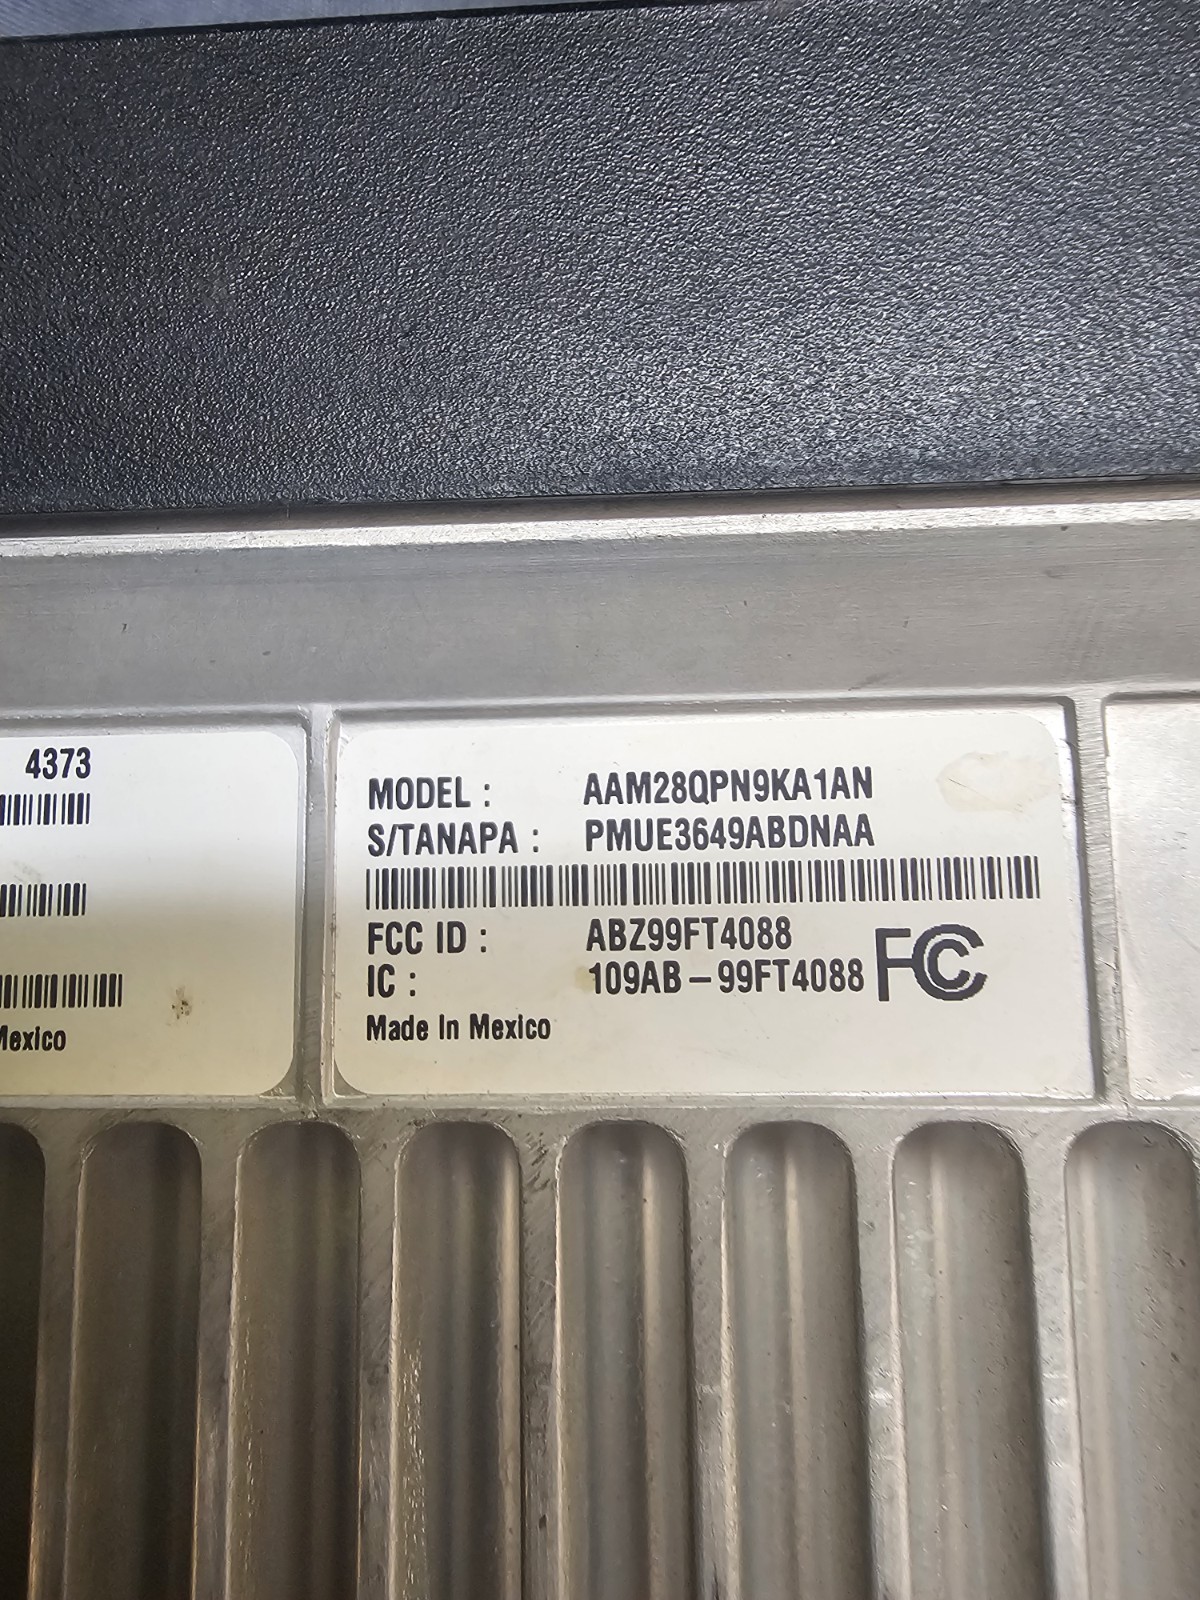 4373
Mexico
MODEL : AAM28QPN9KA1AN
S/TANAPA : PMUE3649ABDNAA
FCC ID : ABZ99FT4088
IC : 109AB-99FT4088 FC
Made In Mexico